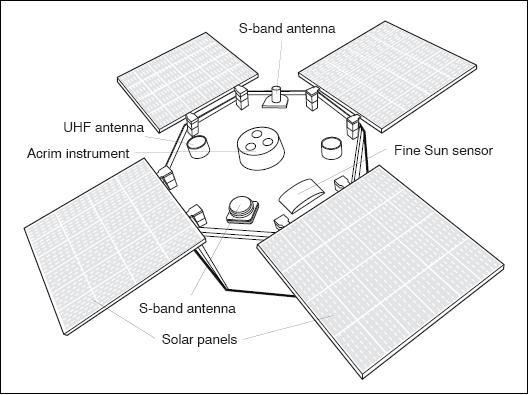 S-band antenna
UHF antenna
Acrim instrument
Fine Sun sensor
S-band antenna
Solar panels